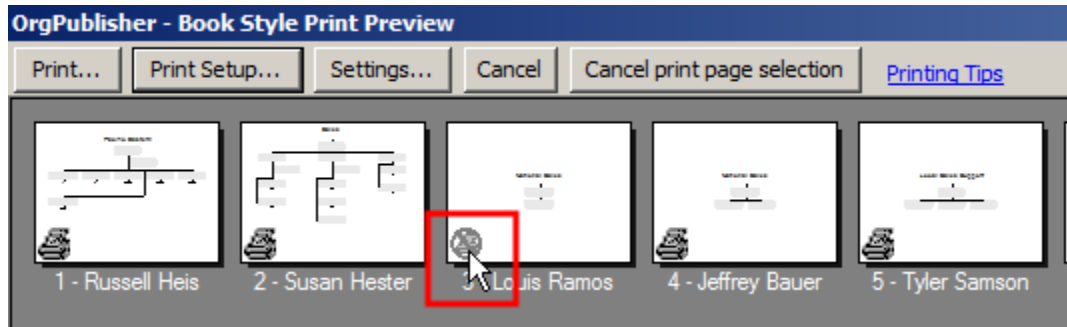 OrgPublisher - Book Style Print Preview
Print... Print Setup... Settings... Cancel Cancel print page selection Printing Tips
1 - Russell Heis 2 - Susan Hester Louis Ramos 4 - Jeffrey Bauer 5 - Tyler Samson